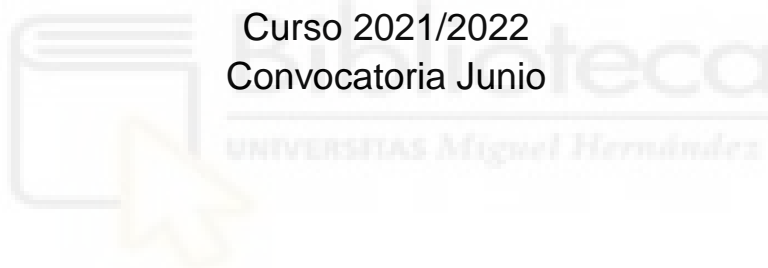 Curso 2021/2022
Convocatoria Junio
Biblioteca
UNIVERSITAS Miguel Hernández